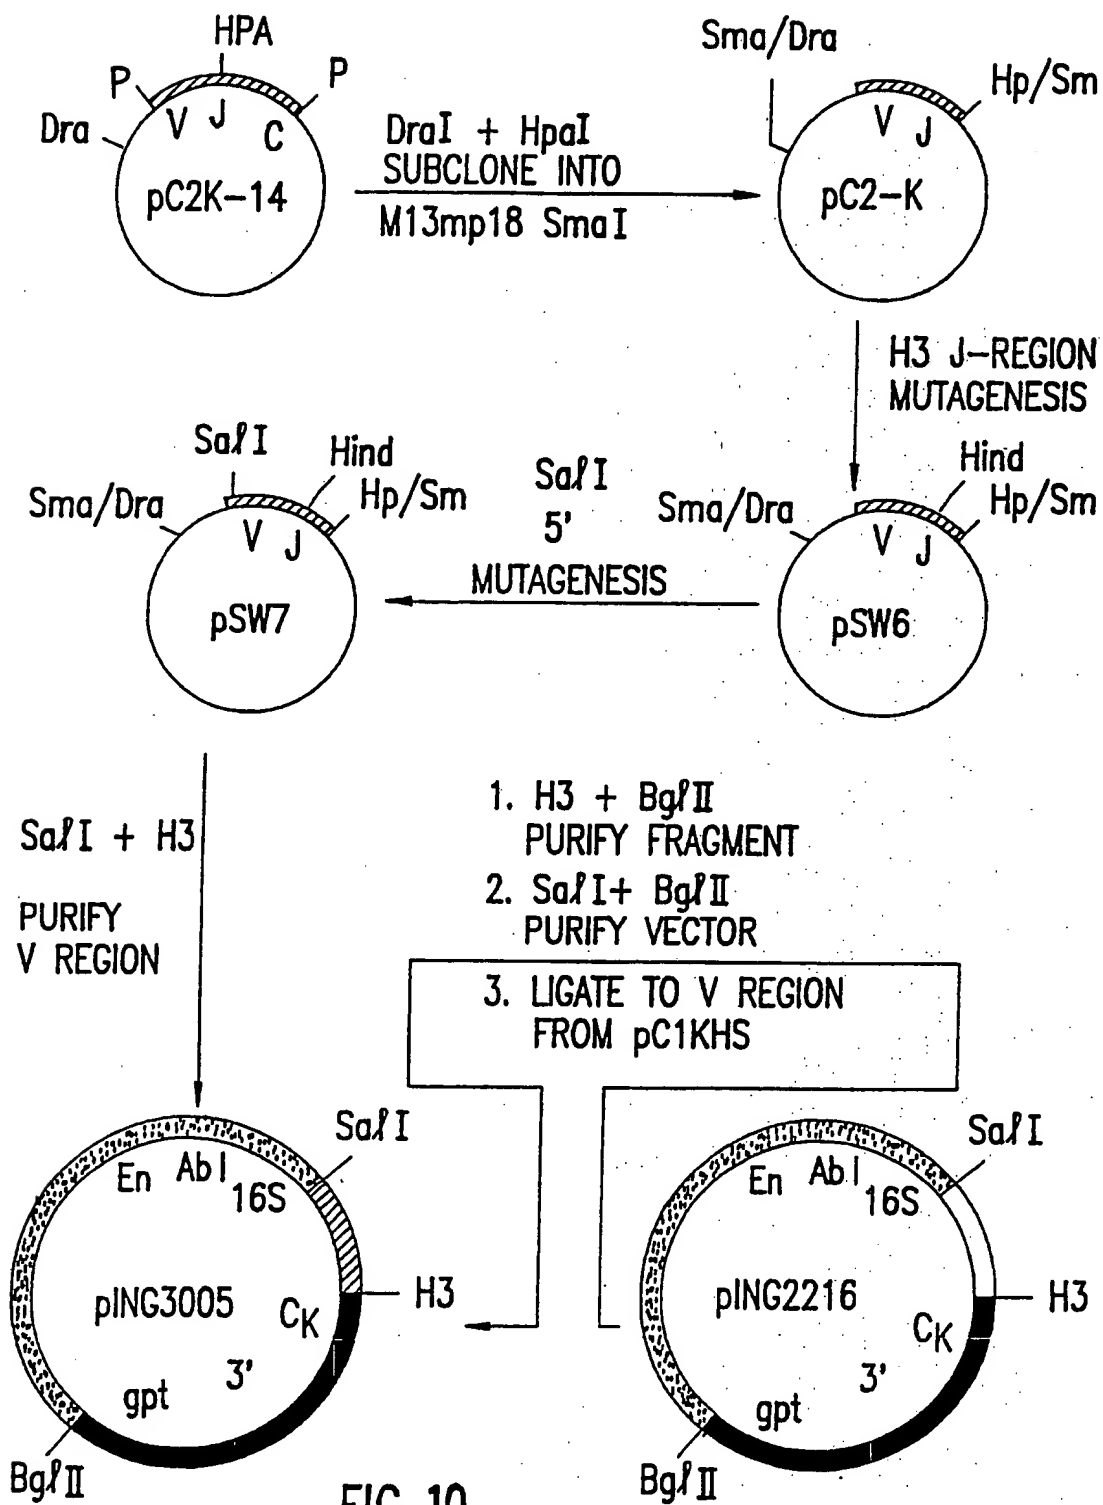 HPA
P
P
Dra
V J C
pC2K-14
DraI + HpaI
SUBCLONE INTO
M13mp18 SmaI
Sma/Dra
Hp/Sm
V J
pC2-K
H3 J-REGION
MUTAGENESIS
Hind
Sma/Dra
Hp/Sm
V J
pSW6
SalI
5'
MUTAGENESIS
SalI
Hind
Sma/Dra
Hp/Sm
V J
pSW7
SalI + H3
PURIFY
V REGION
1. H3 + BglII
PURIFY FRAGMENT
2. SalI+ BglII
PURIFY VECTOR
3. LIGATE TO V REGION
FROM pC1KHS
SalI
En AbI 16S
pING3005
H3
CK
3'
gpt
BglII
SalI
En AbI 16S
pING2216
H3
CK
3'
gpt
BglII
FIG. 10